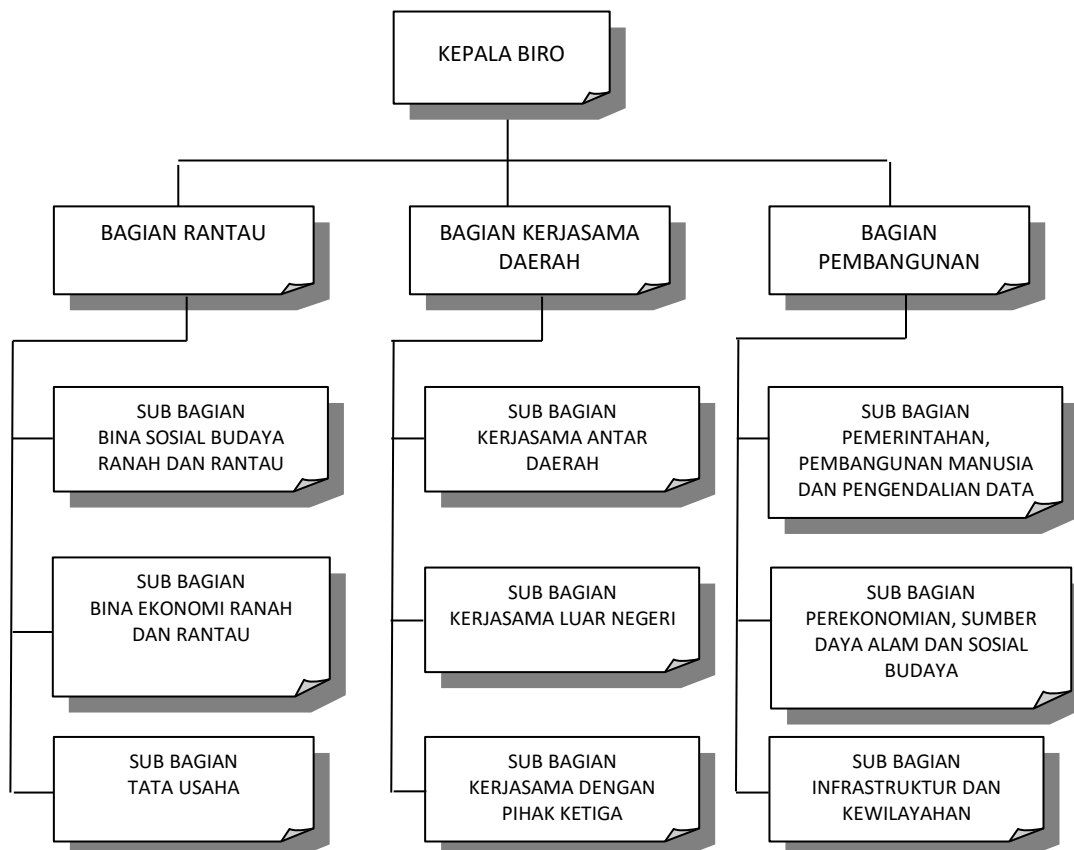 KEPALA BIRO
BAGIAN RANTAU
BAGIAN KERJASAMA
DAERAH
BAGIAN
PEMBANGUNAN
SUB BAGIAN
BINA SOSIAL BUDAYA
RANAH DAN RANTAU
SUB BAGIAN
KERJASAMA ANTAR
DAERAH
SUB BAGIAN
PEMERINTAHAN,
PEMBANGUNAN MANUSIA
DAN PENGENDALIAN DATA
SUB BAGIAN
BINA EKONOMI RANAH
DAN RANTAU
SUB BAGIAN
KERJASAMA LUAR NEGERI
SUB BAGIAN
PEREKONOMIAN, SUMBER
DAYA ALAM DAN SOSIAL
BUDAYA
SUB BAGIAN
TATA USAHA
SUB BAGIAN
KERJASAMA DENGAN
PIHAK KETIGA
SUB BAGIAN
INFRASTRUKTUR DAN
KEWILAYAHAN